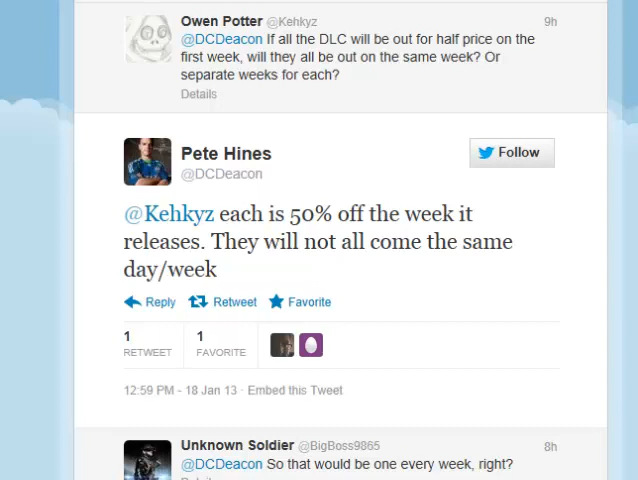 Owen Potter @Kehkyz 9h
@DCDeacon If all the DLC will be out for half price on the
first week, will they all be out on the same week? Or
separate weeks for each?
Details
Pete Hines
@DCDeacon
Follow
@Kehkyz each is 50% off the week it
releases. They will not all come the same
day/week
Reply Retweet Favorite
1 1
RETWEET FAVORITE
12:59 PM - 18 Jan 13 · Embed this Tweet
Unknown Soldier @BigBoss9865 8h
@DCDeacon So that would be one every week, right?